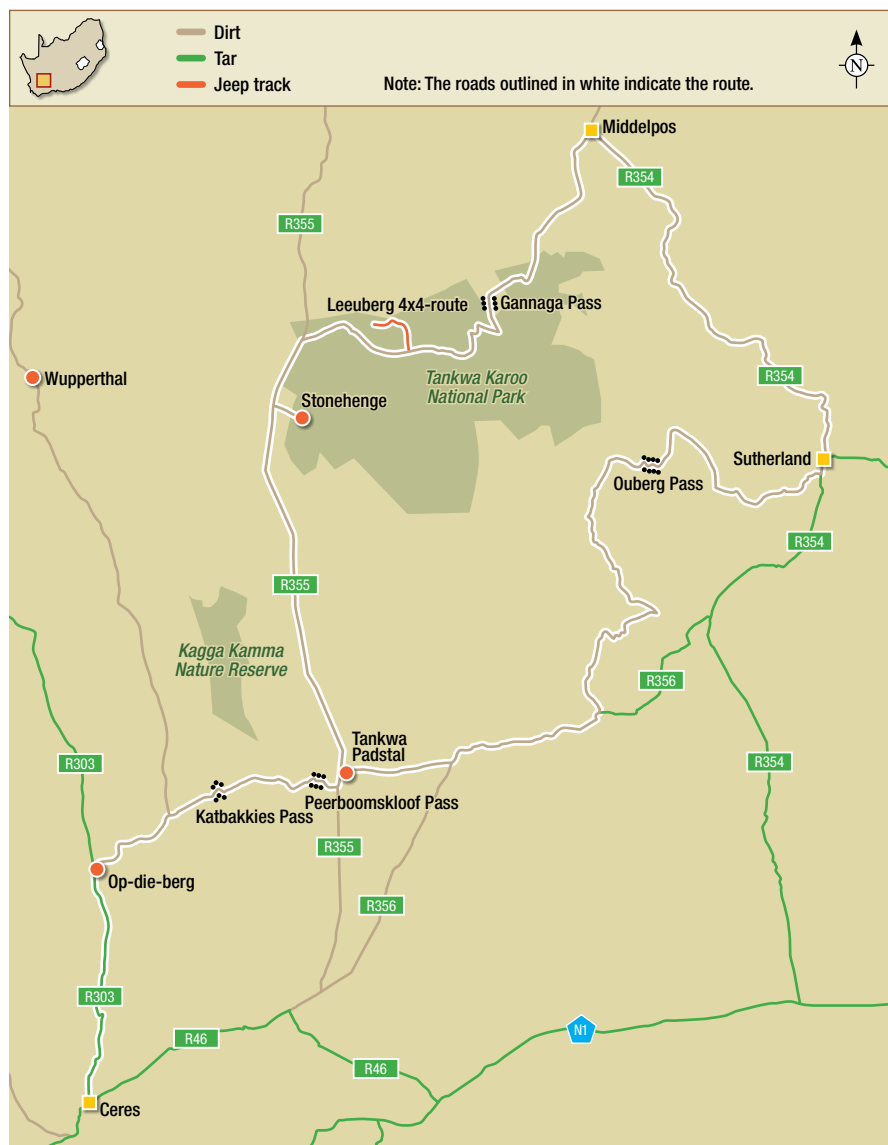 Dirt
Tar
Jeep track
Note: The roads outlined in white indicate the route.
N
Middelpos
R354
R355
Leeuberg 4x4-route
Gannaga Pass
Wupperthal
Tankwa Karoo
National Park
R354
Stonehenge
Sutherland
Ouberg Pass
R354
R355
Kagga Kamma
Nature Reserve
R356
Tankwa
Padstal
R303
R354
Katbakkies Pass
Peerboomskloof Pass
R355
Op-die-berg
R356
R303
R46
N1
R46
Ceres